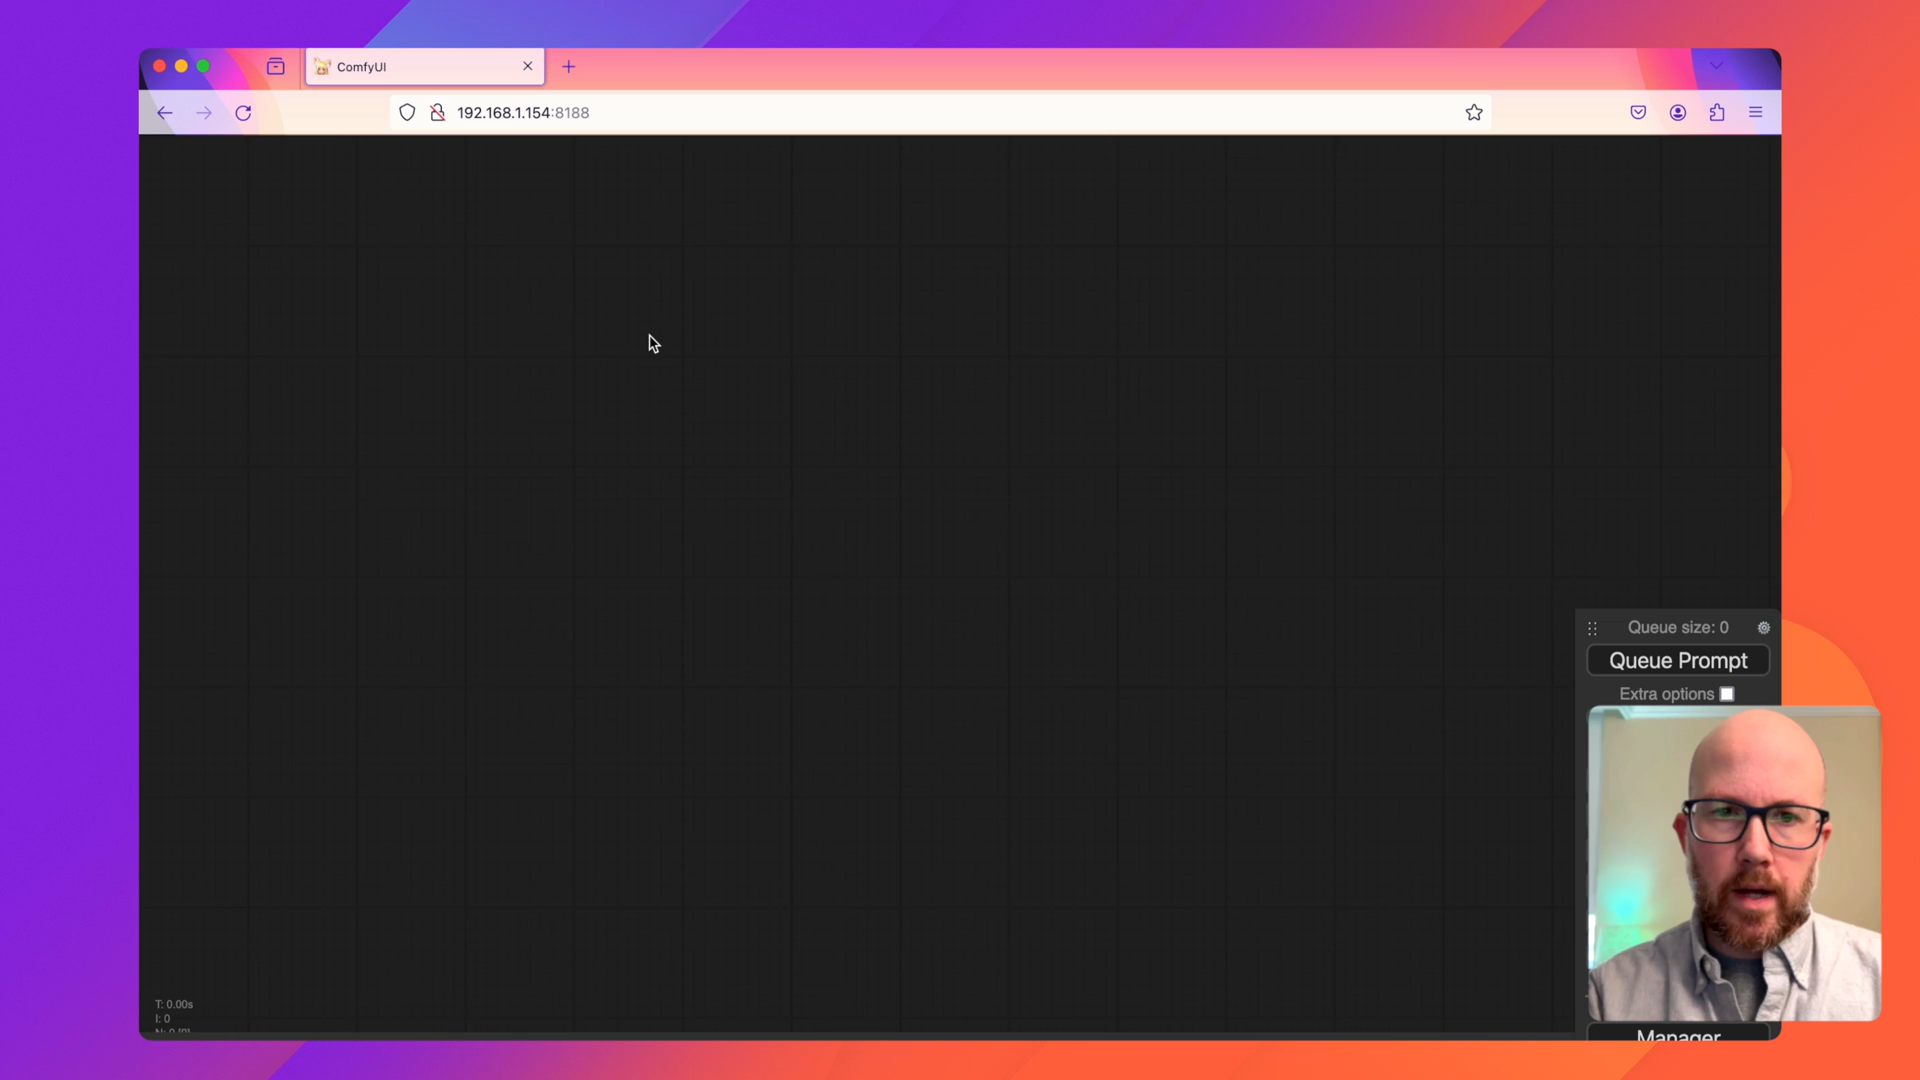 ComfyUI
192.168.1.154:8188
Queue size: 0
Queue Prompt
Extra options
T: 0.00s
I: 0
Manager